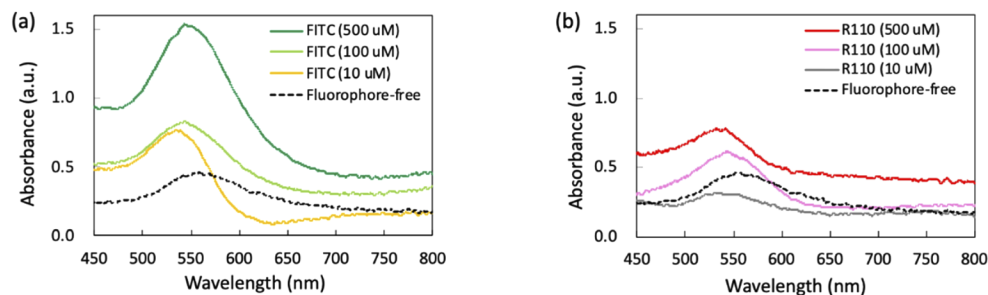 (a)
Absorbance (a.u.)
1.5
1.0
0.5
0.0
FITC (500 uM)
FITC (100 uM)
FITC (10 uM)
Fluorophore-free
450 500 550 600 650 700 750 800
Wavelength (nm)
(b)
Absorbance (a.u.)
1.5
1.0
0.5
0.0
R110 (500 uM)
R110 (100 uM)
R110 (10 uM)
Fluorophore-free
450 500 550 600 650 700 750 800
Wavelength (nm)